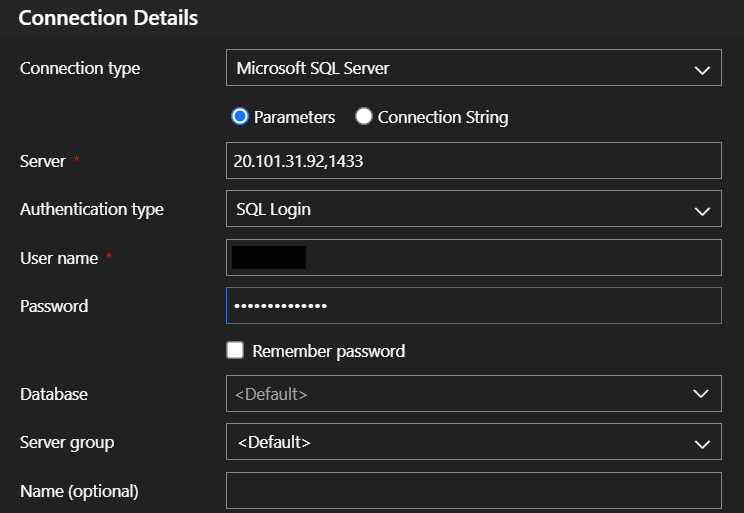 Connection Details
Connection type Microsoft SQL Server
Parameters Connection String
Server * 20.101.31.92,1433
Authentication type SQL Login
User name *
Password ••••••••••••••
Remember password
Database <Default>
Server group <Default>
Name (optional)